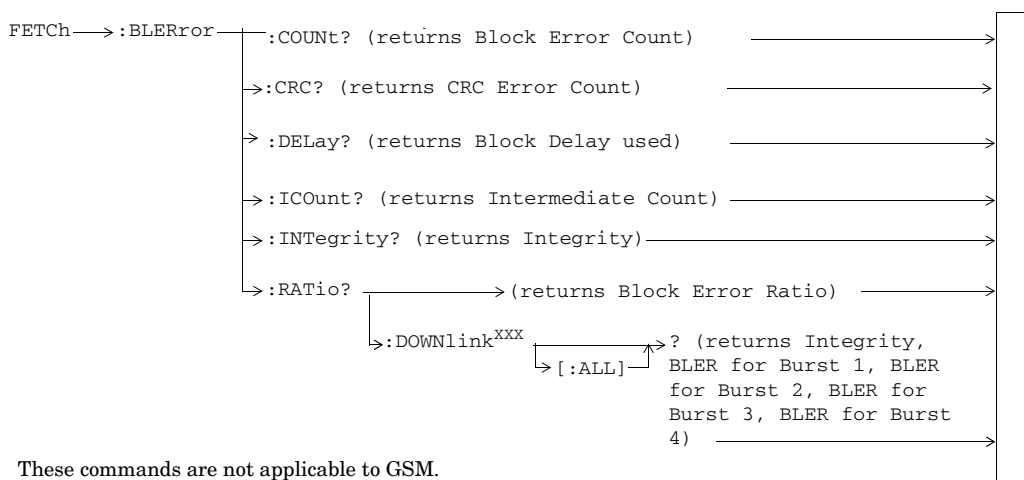 FETCh :BLERror :COUNt? (returns Block Error Count)
:CRC? (returns CRC Error Count)
:DELay? (returns Block Delay used)
:ICOunt? (returns Intermediate Count)
:INTegrity? (returns Integrity)
:RATio? (returns Block Error Ratio)
:DOWNlinkXXX ? (returns Integrity,
[:ALL] BLER for Burst 1, BLER
for Burst 2, BLER for
Burst 3, BLER for Burst
4)
These commands are not applicable to GSM.